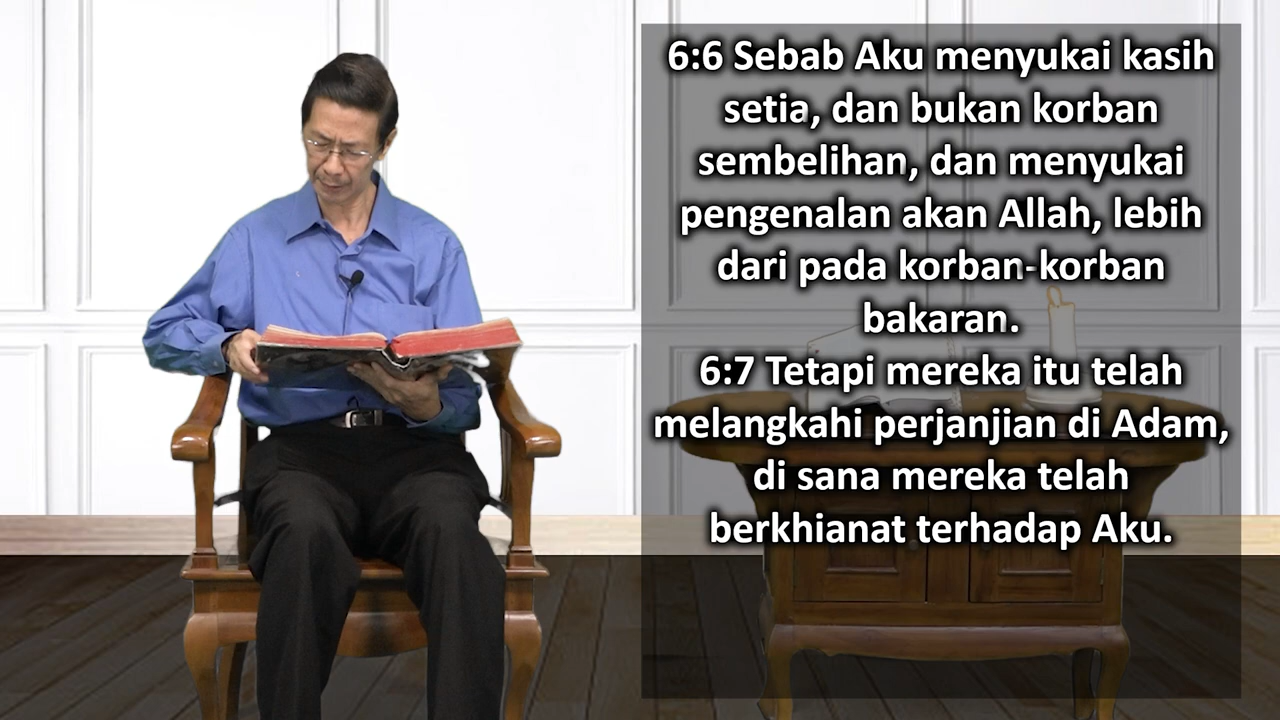 6:6 Sebab Aku menyukai kasih
setia, dan bukan korban
sembelihan, dan menyukai
pengenalan akan Allah, lebih
dari pada korban-korban
bakaran.
6:7 Tetapi mereka itu telah
melangkahi perjanjian di Adam,
di sana mereka telah
berkhianat terhadap Aku.